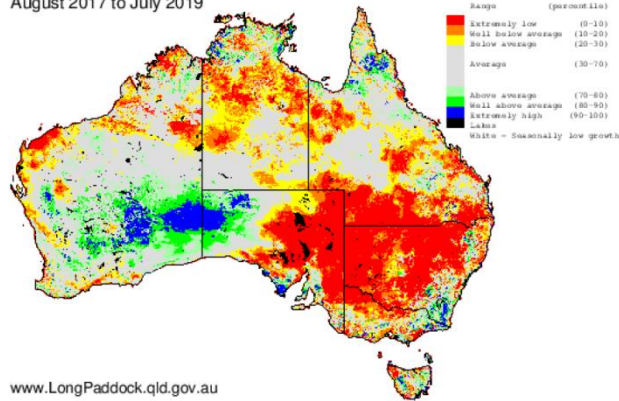 August 2017 to July 2019
Range (percentile)
Extremely low (0-10)
Well below average (10-20)
Below average (20-30)
Average (30-70)
Above average (70-80)
Well above average (80-90)
Extremely high (90-100)
Lakes
White - Seasonally low growth
www.LongPaddock.qld.gov.au